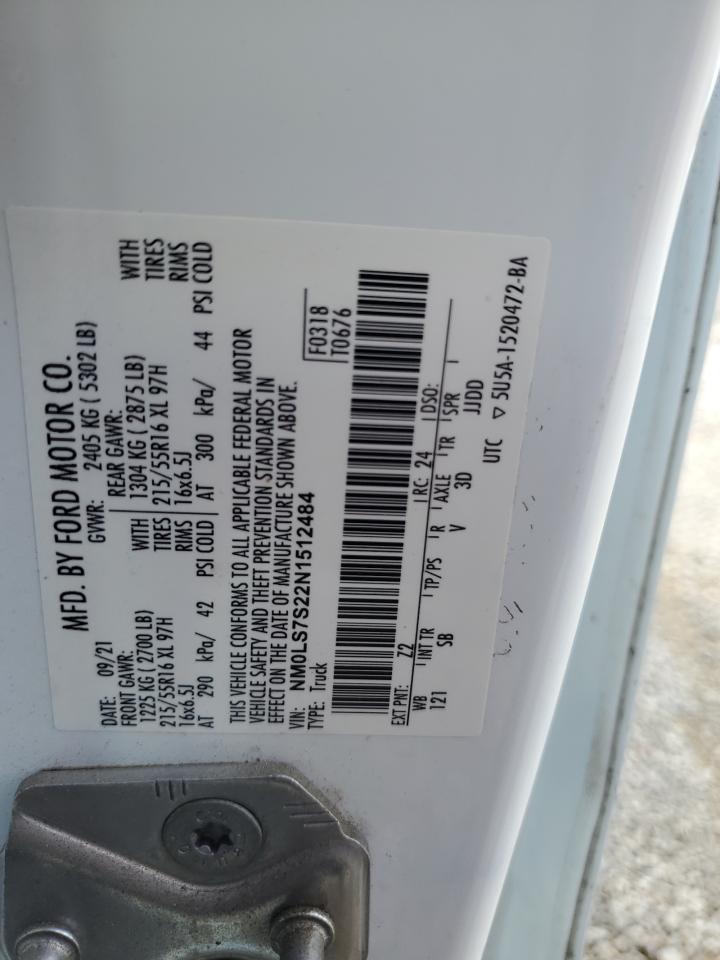 MFD. BY FORD MOTOR CO.
DATE: 09/21 GVWR: 2405 KG ( 5302 LB)
FRONT GAWR: REAR GAWR:
1225 KG ( 2700 LB) WITH 1304 KG ( 2875 LB) WITH
215/55R16 XL 97H TIRES 215/55R16 XL 97H TIRES
16x6.5J RIMS 16x6.5J RIMS
AT 290 kPa/ 42 PSI COLD AT 300 kPa/ 44 PSI COLD
THIS VEHICLE CONFORMS TO ALL APPLICABLE FEDERAL MOTOR
VEHICLE SAFETY AND THEFT PREVENTION STANDARDS IN
EFFECT ON THE DATE OF MANUFACTURE SHOWN ABOVE.
VIN: NM0LS7S22N1512484 F0318
TYPE: Truck T0676
EXT PNT: Z2 RC: 24 DSO:
WB INT TR TP/PS R AXLE TR SPR
121 SB V 3D JJDD
UTC ▽ 5U5A-1520472-BA